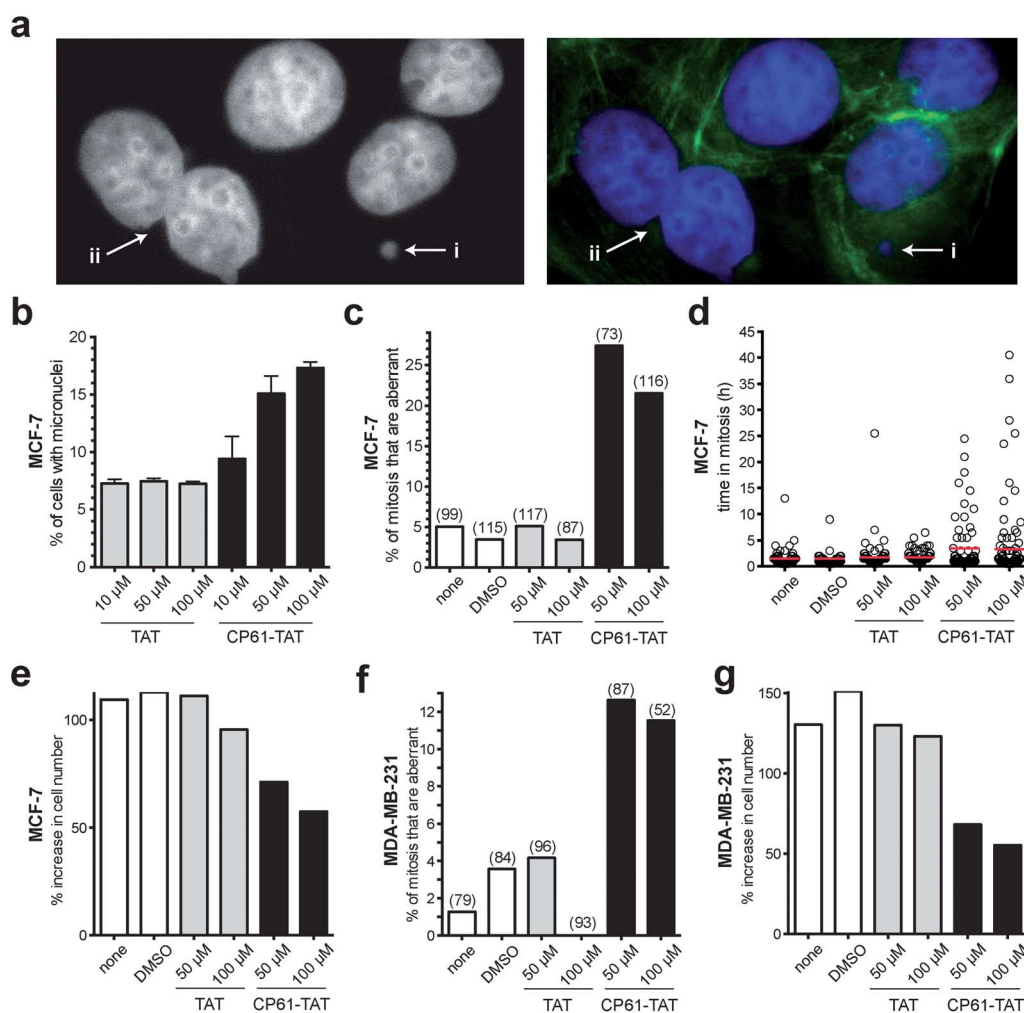 a
ii
i
ii
i
b
MCF-7
% of cells with micronuclei
20
15
10
5
0
10 µM
50 µM
100 µM
10 µM
50 µM
100 µM
TAT
CP61-TAT
c
MCF-7
% of mitosis that are aberrant
25
20
15
10
5
0
(99)
(115)
(117)
(87)
(73)
(116)
none
DMSO
50 µM
100 µM
50 µM
100 µM
TAT
CP61-TAT
d
MCF-7
time in mitosis (h)
45
40
35
30
25
20
15
10
5
0
none
DMSO
50 µM
100 µM
50 µM
100 µM
TAT
CP61-TAT
e
MCF-7
% increase in cell number
100
50
0
none
DMSO
50 µM
100 µM
50 µM
100 µM
TAT
CP61-TAT
f
MDA-MB-231
% of mitosis that are aberrant
12
10
8
6
4
2
0
(79)
(84)
(96)
(93)
(87)
(52)
none
DMSO
50 µM
100 µM
50 µM
100 µM
TAT
CP61-TAT
g
MDA-MB-231
% increase in cell number
150
100
50
0
none
DMSO
50 µM
100 µM
50 µM
100 µM
TAT
CP61-TAT